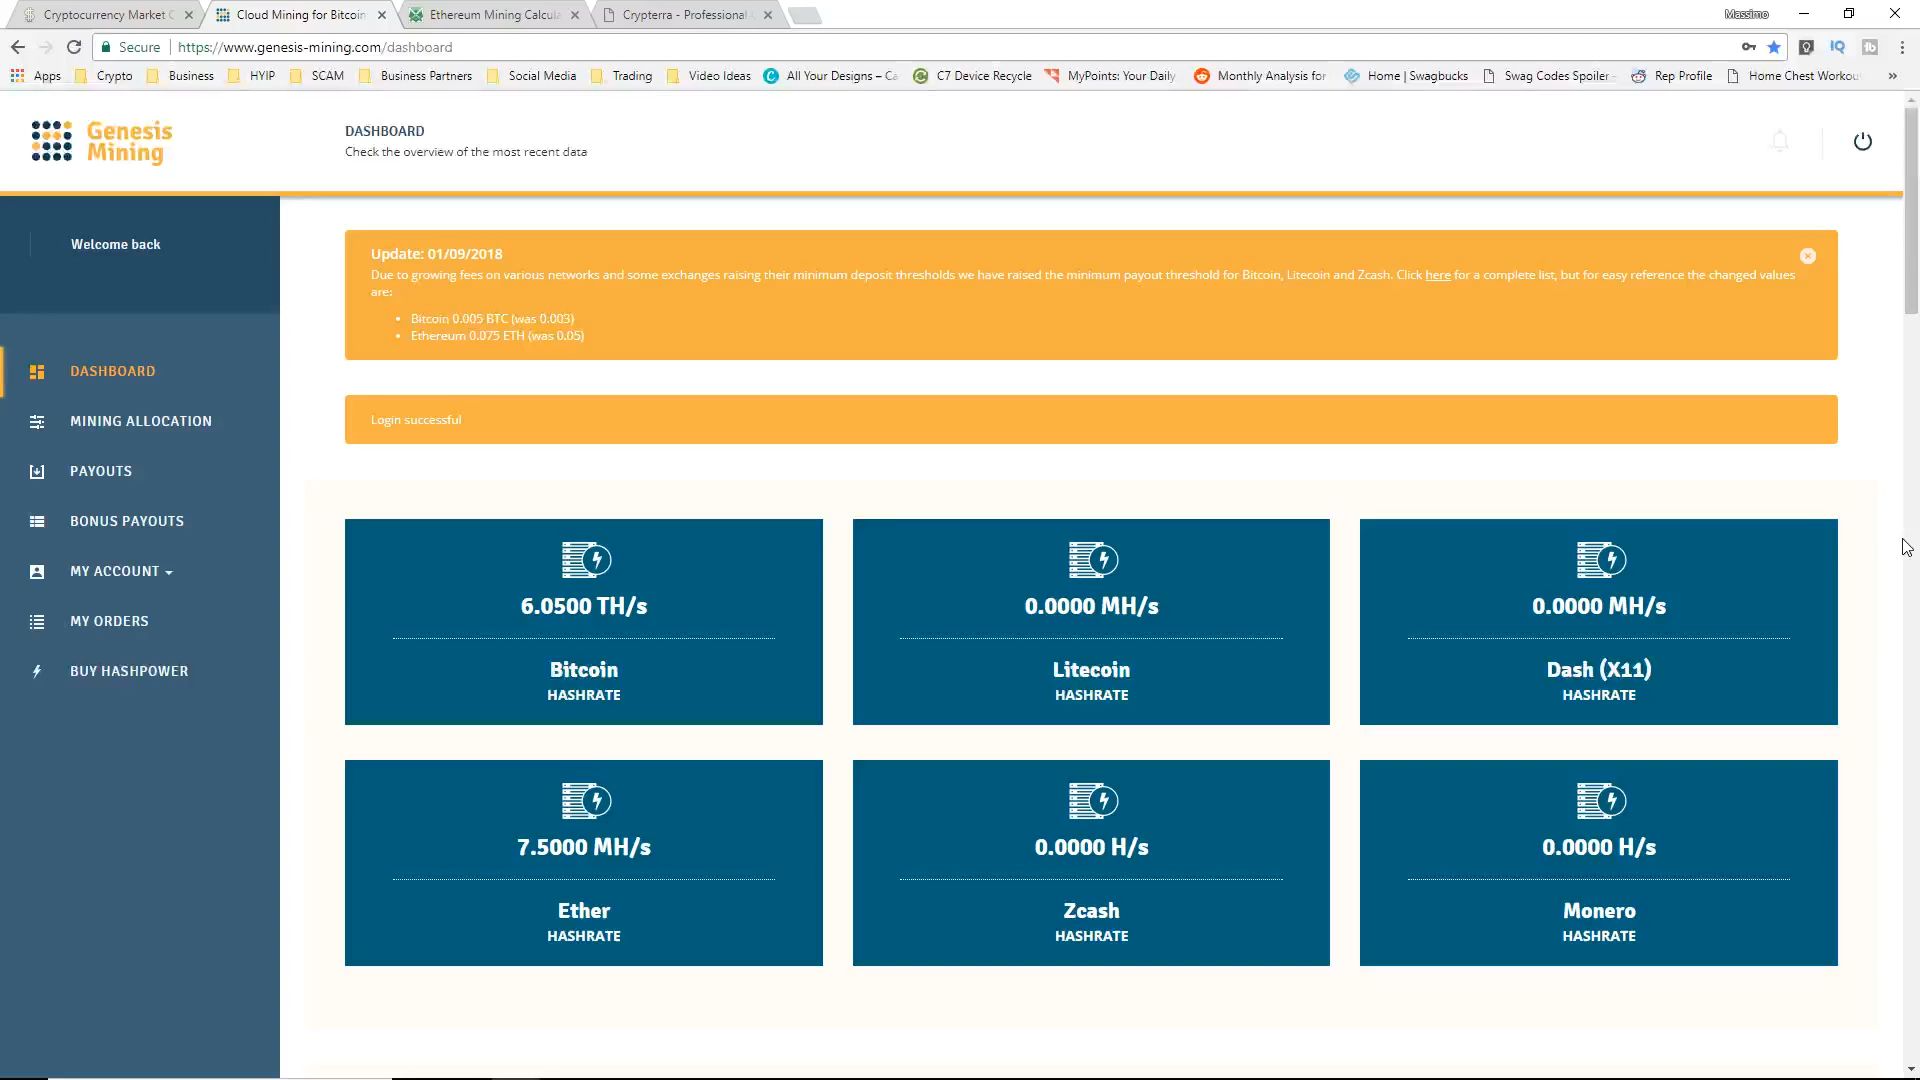 Cryptocurrency Market C
Cloud Mining for Bitcoin
Ethereum Mining Calcula
Crypterra - Professional
Massimo
Secure
https://www.genesis-mining.com/dashboard
Apps
Crypto
Business
HYIP
SCAM
Business Partners
Social Media
Trading
Video Ideas
All Your Designs – Ca
C7 Device Recycle
MyPoints: Your Daily
Monthly Analysis for
Home | Swagbucks
Swag Codes Spoiler
Rep Profile
Home Chest Workou
»
Genesis
Mining
DASHBOARD
Check the overview of the most recent data
Welcome back
DASHBOARD
MINING ALLOCATION
PAYOUTS
BONUS PAYOUTS
MY ACCOUNT
MY ORDERS
BUY HASHPOWER
Update: 01/09/2018
Due to growing fees on various networks and some exchanges raising their minimum deposit thresholds we have raised the minimum payout threshold for Bitcoin, Litecoin and Zcash. Click here for a complete list, but for easy reference the changed values
are:
• Bitcoin 0.005 BTC (was 0.003)
• Ethereum 0.075 ETH (was 0.05)
Login successful
6.0500 TH/s
Bitcoin
HASHRATE
0.0000 MH/s
Litecoin
HASHRATE
0.0000 MH/s
Dash (X11)
HASHRATE
7.5000 MH/s
Ether
HASHRATE
0.0000 H/s
Zcash
HASHRATE
0.0000 H/s
Monero
HASHRATE